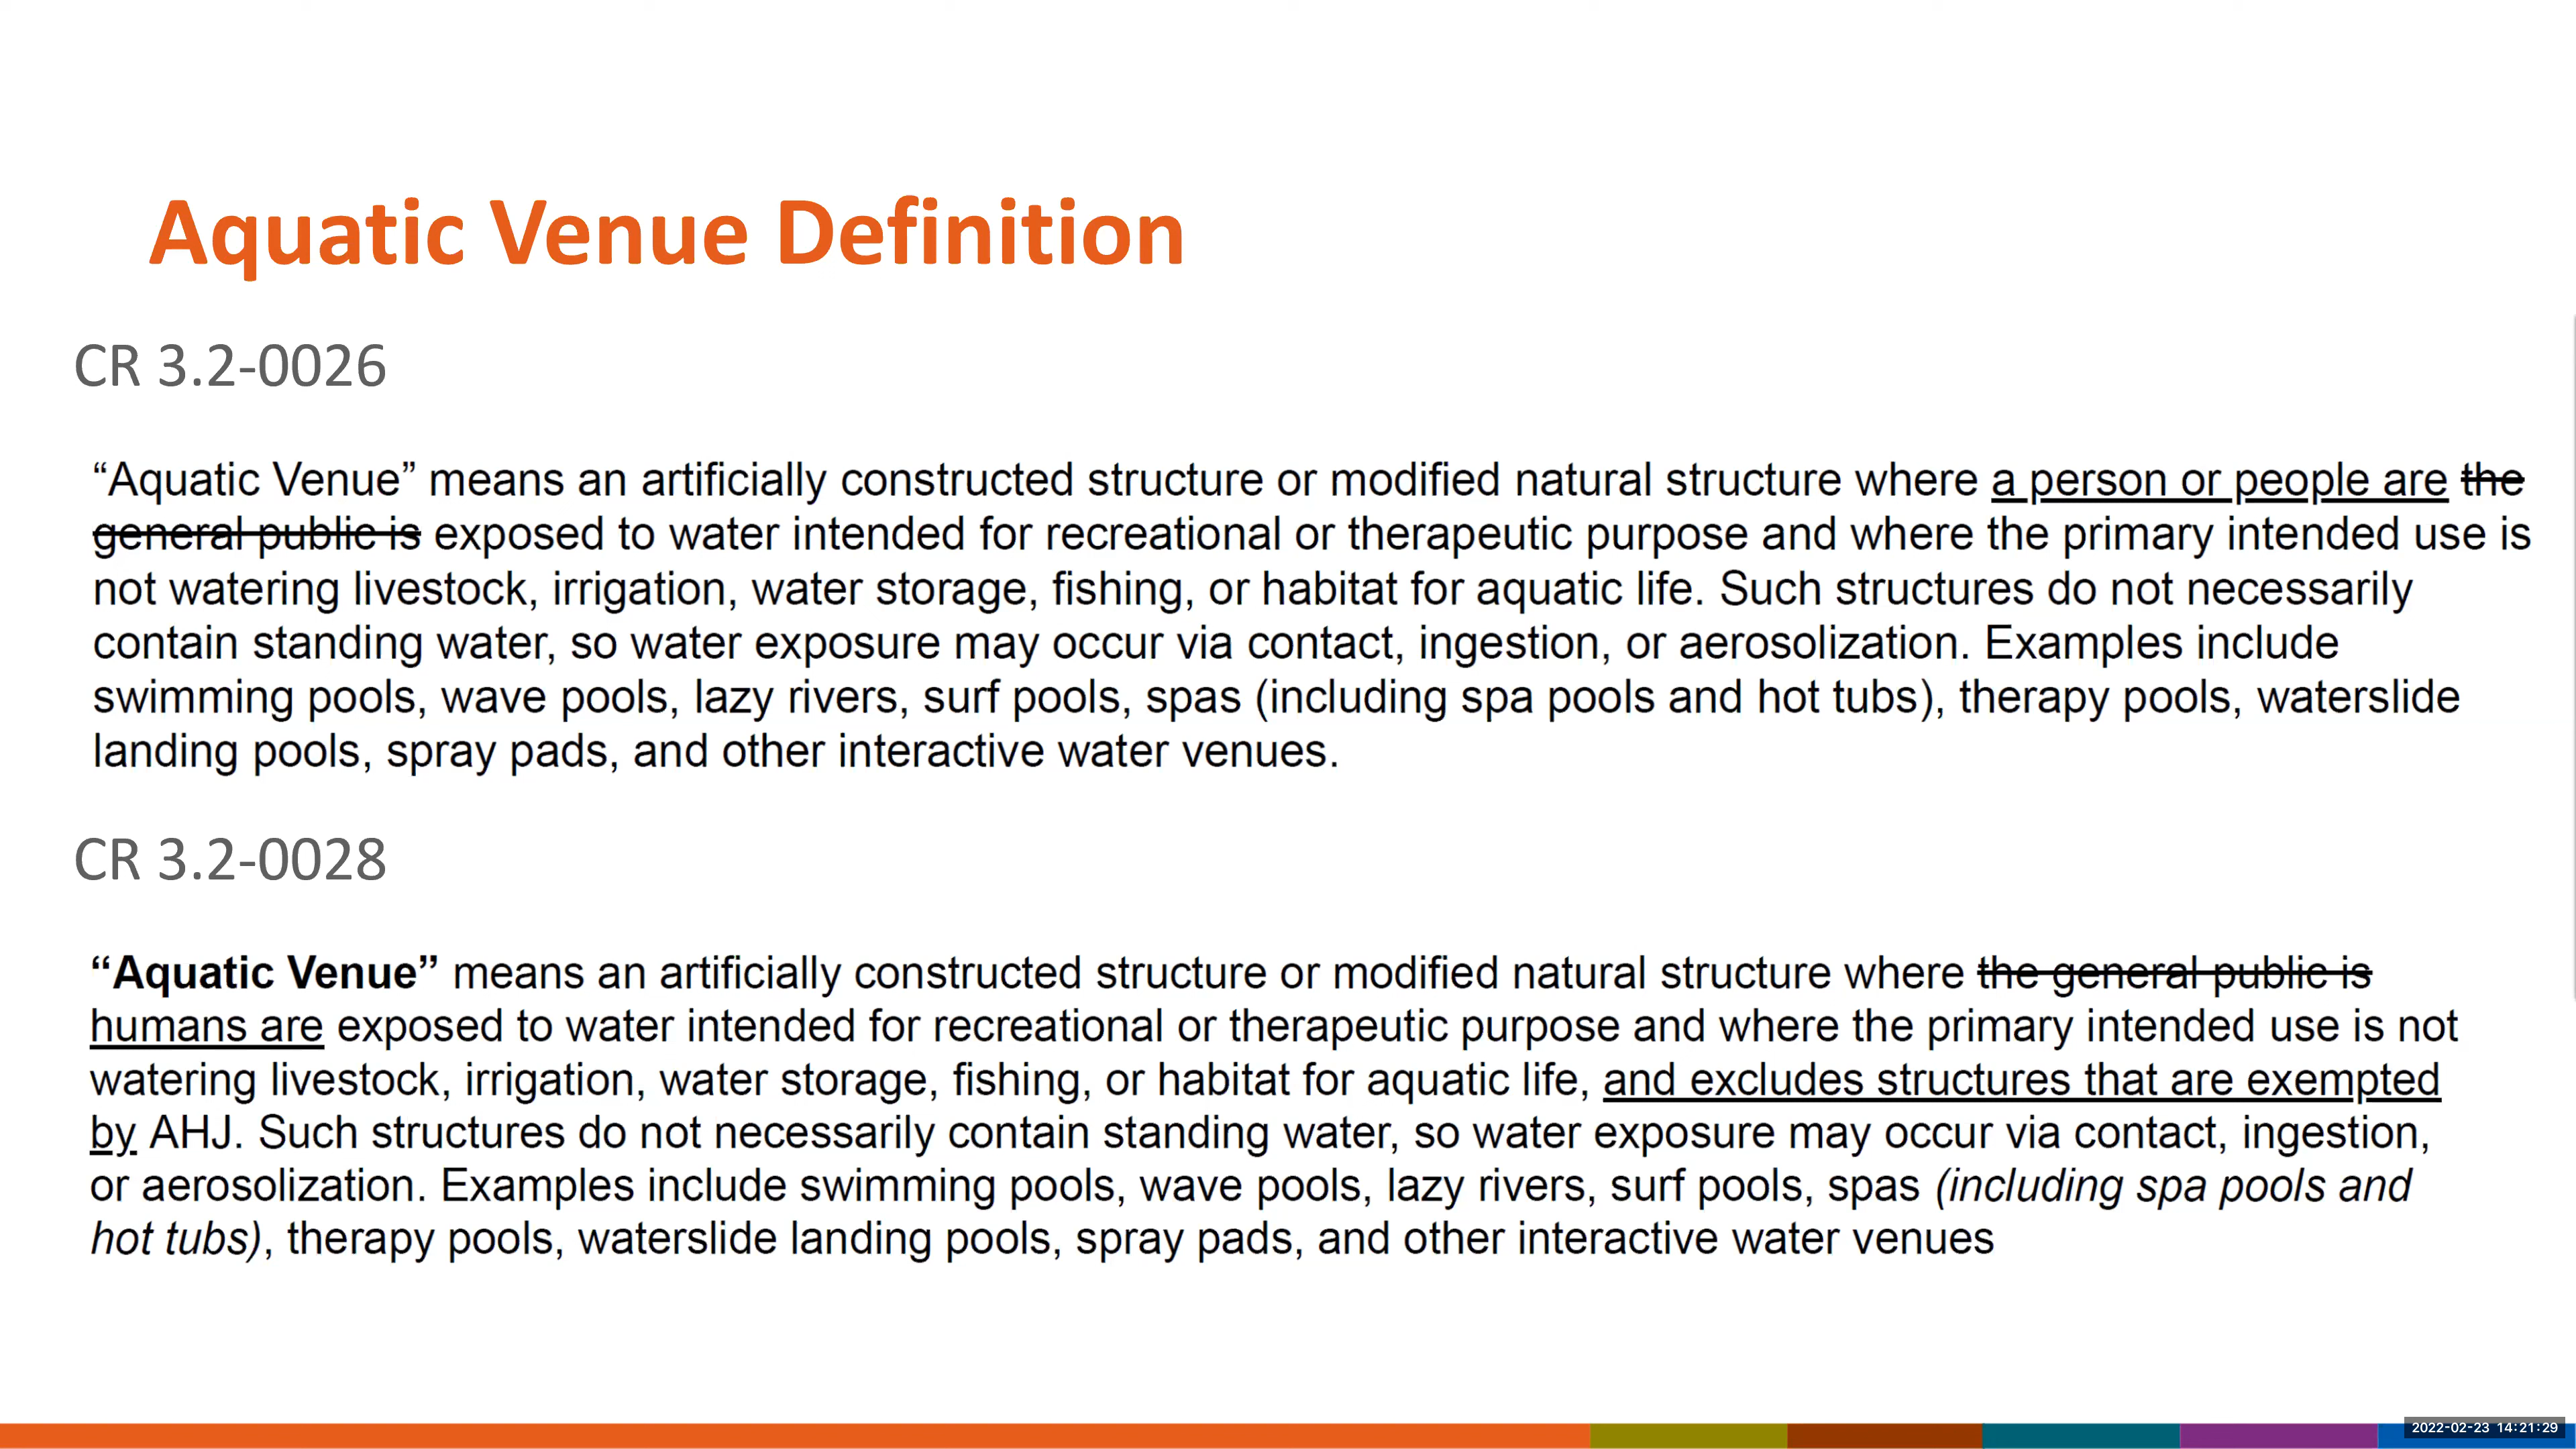 Aquatic Venue Definition
CR 3.2-0026
“Aquatic Venue” means an artificially constructed structure or modified natural structure where a person or people are the
general public is exposed to water intended for recreational or therapeutic purpose and where the primary intended use is
not watering livestock, irrigation, water storage, fishing, or habitat for aquatic life. Such structures do not necessarily
contain standing water, so water exposure may occur via contact, ingestion, or aerosolization. Examples include
swimming pools, wave pools, lazy rivers, surf pools, spas (including spa pools and hot tubs), therapy pools, waterslide
landing pools, spray pads, and other interactive water venues.
CR 3.2-0028
“Aquatic Venue” means an artificially constructed structure or modified natural structure where the general public is
humans are exposed to water intended for recreational or therapeutic purpose and where the primary intended use is not
watering livestock, irrigation, water storage, fishing, or habitat for aquatic life, and excludes structures that are exempted
by AHJ. Such structures do not necessarily contain standing water, so water exposure may occur via contact, ingestion,
or aerosolization. Examples include swimming pools, wave pools, lazy rivers, surf pools, spas (including spa pools and
hot tubs), therapy pools, waterslide landing pools, spray pads, and other interactive water venues
2022-02-23 14:21:29